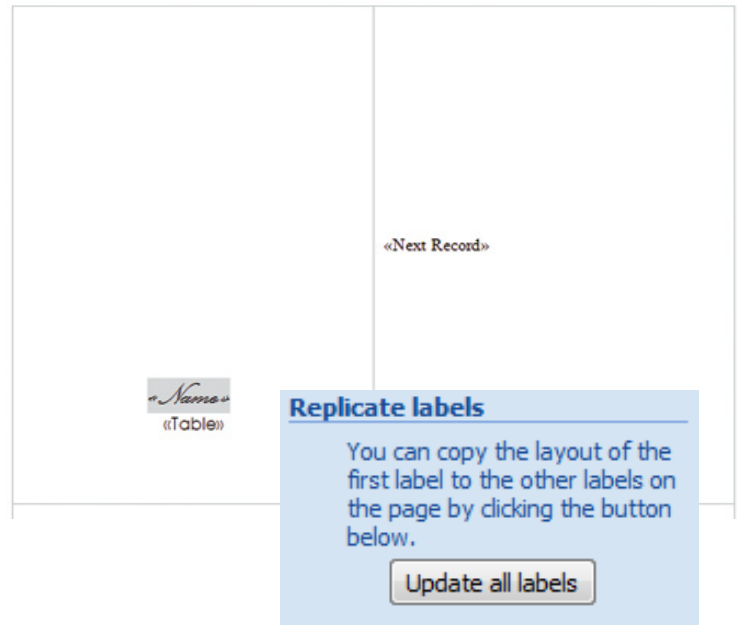 «Next Record»
«Name»
«Table»
Replicate labels
You can copy the layout of the
first label to the other labels on
the page by clicking the button
below.
Update all labels